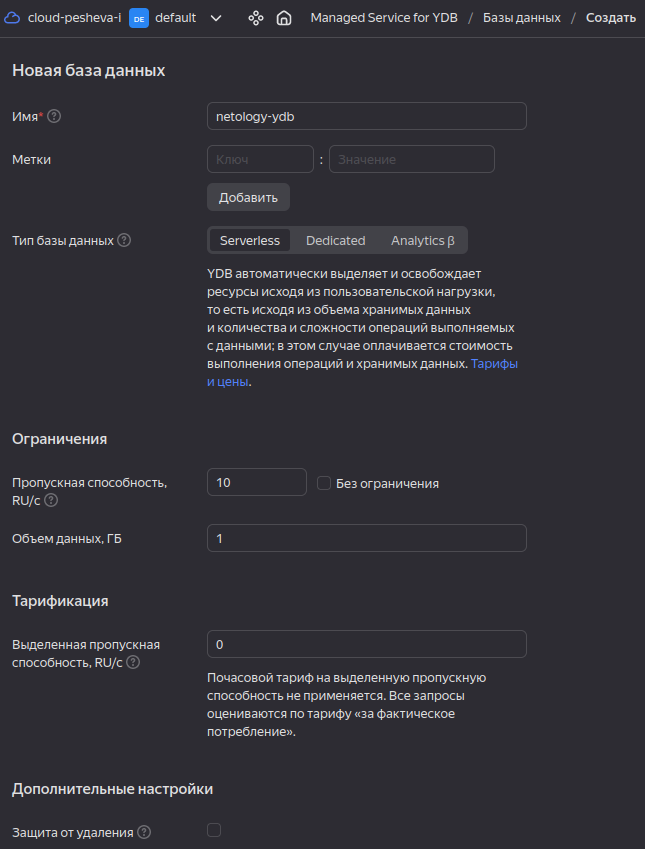 cloud-pesheva-i DE default Managed Service for YDB / Базы данных / Создать
Новая база данных
Имя* ? netology-ydb
Метки Ключ : Значение
Добавить
Тип базы данных ? Serverless Dedicated Analytics β
YDB автоматически выделяет и освобождает
ресурсы исходя из пользовательской нагрузки,
то есть исходя из объема хранимых данных
и количества и сложности операций выполняемых
с данными; в этом случае оплачивается стоимость
выполнения операций и хранимых данных. Тарифы
и цены.
Ограничения
Пропускная способность,
RU/с ? 10 Без ограничения
Объем данных, ГБ 1
Тарификация
Выделенная пропускная
способность, RU/с ? 0
Почасовой тариф на выделенную пропускную
способность не применяется. Все запросы
оцениваются по тарифу «за фактическое
потребление».
Дополнительные настройки
Защита от удаления ?